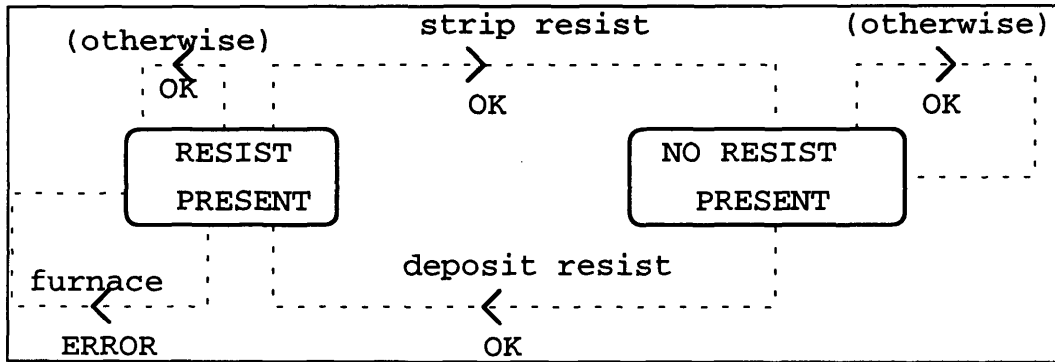 strip resist
(otherwise)
(otherwise)
OK
OK
OK
RESIST
PRESENT
NO RESIST
PRESENT
deposit resist
furnace
ERROR
OK